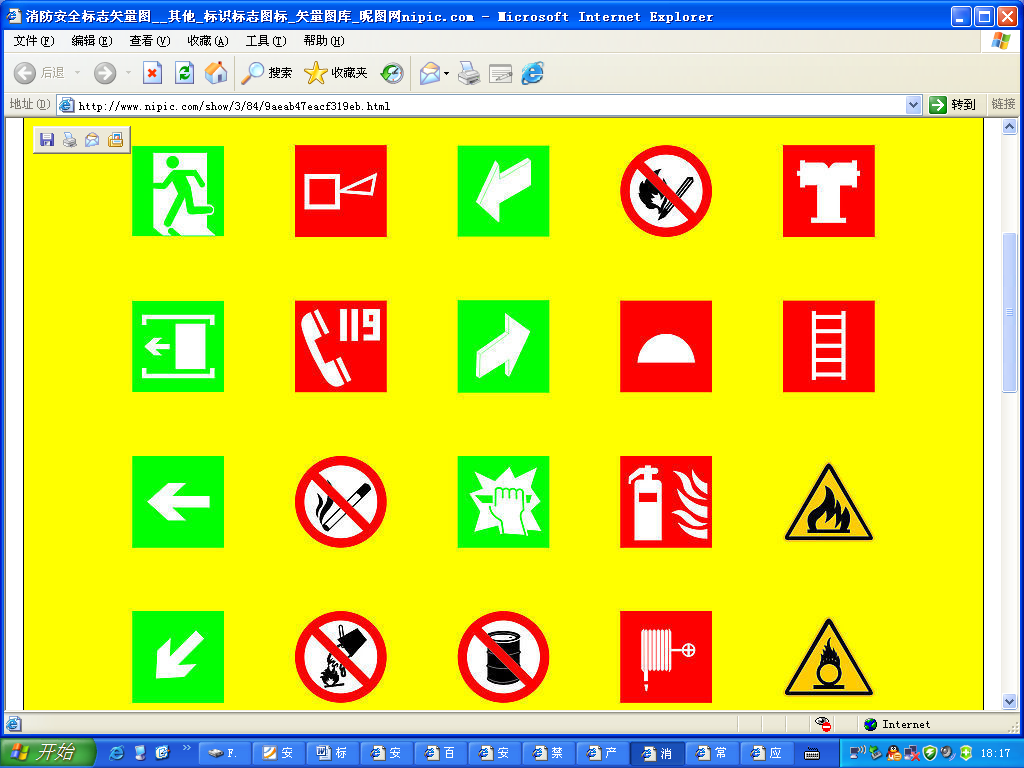 消防安全标志矢量图__其他_标识标志图标_矢量图库_昵图网nipic.com - Microsoft Internet Explorer
文件(F) 编辑(E) 查看(V) 收藏(A) 工具(T) 帮助(H)
后退 搜索 收藏夹
地址(D) http://www.nipic.com/show/3/84/9aeab47eacf319eb.html 转到 链接
119
Internet
开始 F. 安 标 安 百 安 禁 产 消 常 应 18:17